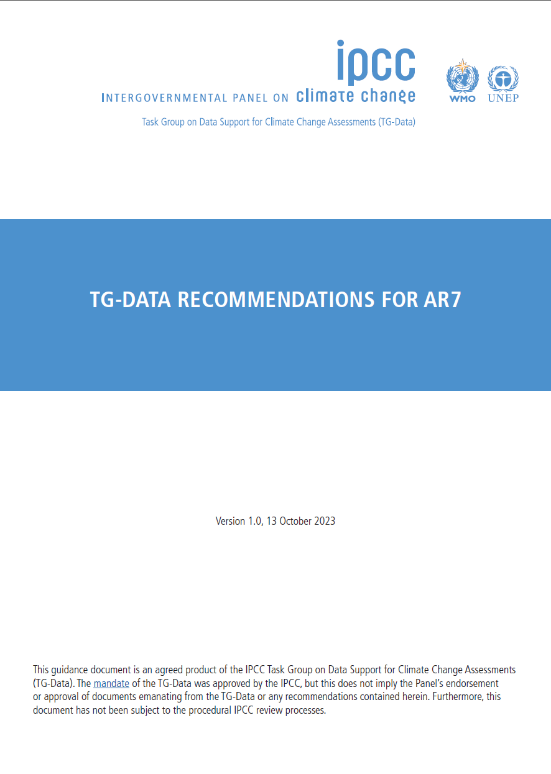 ipcc
INTERGOVERNMENTAL PANEL ON climate change
WMO UNEP
Task Group on Data Support for Climate Change Assessments (TG-Data)
TG-DATA RECOMMENDATIONS FOR AR7
Version 1.0, 13 October 2023
This guidance document is an agreed product of the IPCC Task Group on Data Support for Climate Change Assessments
(TG-Data). The mandate of the TG-Data was approved by the IPCC, but this does not imply the Panel's endorsement
or approval of documents emanating from the TG-Data or any recommendations contained herein. Furthermore, this
document has not been subject to the procedural IPCC review processes.